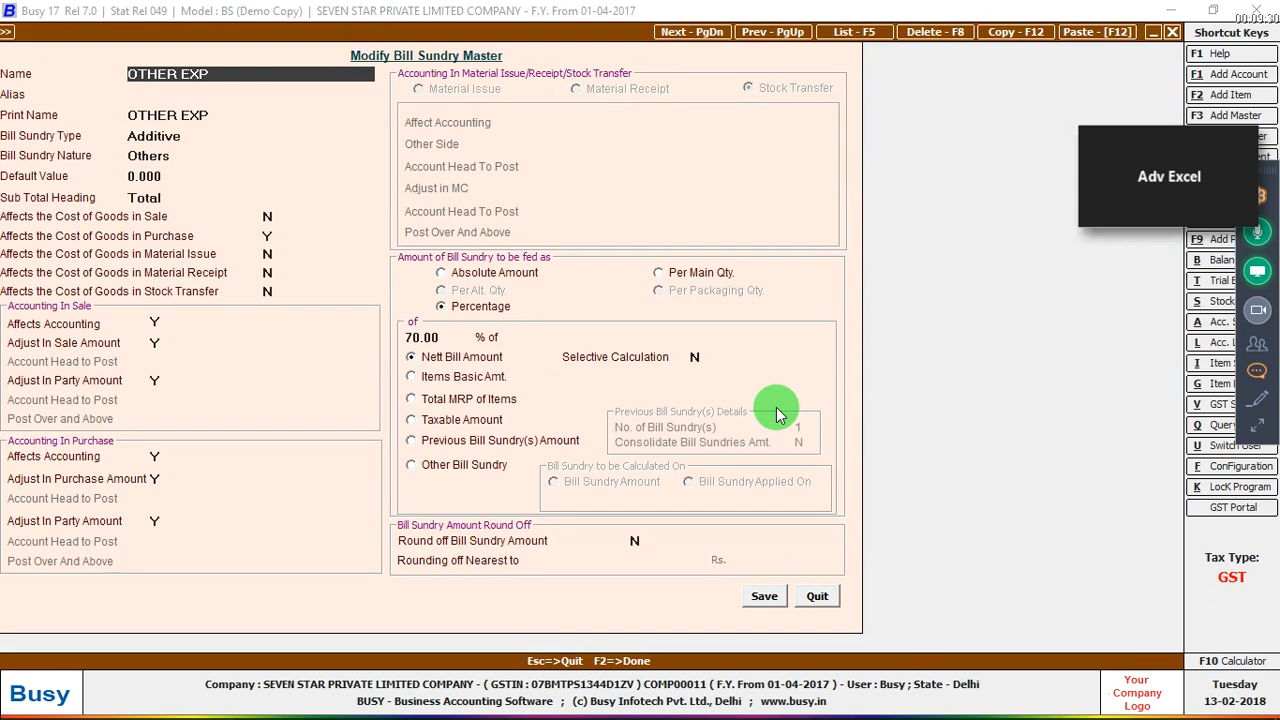 Busy 17 Rel 7.0 | Stat Rel 049 | Model : BS (Demo Copy) | SEVEN STAR PRIVATE LIMITED COMPANY - F.Y. From 01-04-2017
00:09:30
>>
Next - PgDn Prev - PgUp List - F5 Delete - F8 Copy - F12 Paste - [F12]
Modify Bill Sundry Master
Name OTHER EXP
Alias
Print Name OTHER EXP
Bill Sundry Type Additive
Bill Sundry Nature Others
Default Value 0.000
Sub Total Heading Total
Affects the Cost of Goods in Sale N
Affects the Cost of Goods in Purchase Y
Affects the Cost of Goods in Material Issue N
Affects the Cost of Goods in Material Receipt N
Affects the Cost of Goods in Stock Transfer N
Accounting In Sale
Affects Accounting Y
Adjust In Sale Amount Y
Account Head to Post
Adjust In Party Amount Y
Account Head to Post
Post Over and Above
Accounting In Purchase
Affects Accounting Y
Adjust In Purchase Amount Y
Account Head to Post
Adjust In Party Amount Y
Account Head To Post
Post Over And Above
Accounting In Material Issue/Receipt/Stock Transfer
Material Issue Material Receipt Stock Transfer
Affect Accounting
Other Side
Account Head To Post
Adjust in MC
Account Head To Post
Post Over And Above
Amount of Bill Sundry to be fed as
Absolute Amount Per Main Qty.
Per Alt. Qty. Per Packaging Qty.
Percentage
of
70.00 % of
Nett Bill Amount Selective Calculation N
Items Basic Amt.
Total MRP of Items
Taxable Amount
Previous Bill Sundry(s) Amount
Other Bill Sundry
Previous Bill Sundry(s) Details
No. of Bill Sundry(s) 1
Consolidate Bill Sundries Amt. N
Bill Sundry to be Calculated On
Bill Sundry Amount Bill Sundry Applied On
Bill Sundry Amount Round Off
Round off Bill Sundry Amount N
Rounding off Nearest to Rs.
Save Quit
Adv Excel
Shortcut Keys
F1 Help
F1 Add Account
F2 Add Item
F3 Add Master
F9 Add P
B Balan
T Trial B
S Stock
A Acc. S
L Acc. L
I Item S
G Item L
V GST S
Q Query
U Switch User
F Configuration
K Lock Program
GST Portal
Tax Type:
GST
Esc=>Quit F2=>Done
F10 Calculator
Busy
Company : SEVEN STAR PRIVATE LIMITED COMPANY - ( GSTIN : 07BMTPS1344D1ZV ) COMP00011 ( F.Y. From 01-04-2017 ) - User : Busy ; State - Delhi
BUSY - Business Accounting Software ; (c) Busy Infotech Pvt. Ltd., Delhi ; www.busy.in
Your
Company
Logo
Tuesday
13-02-2018